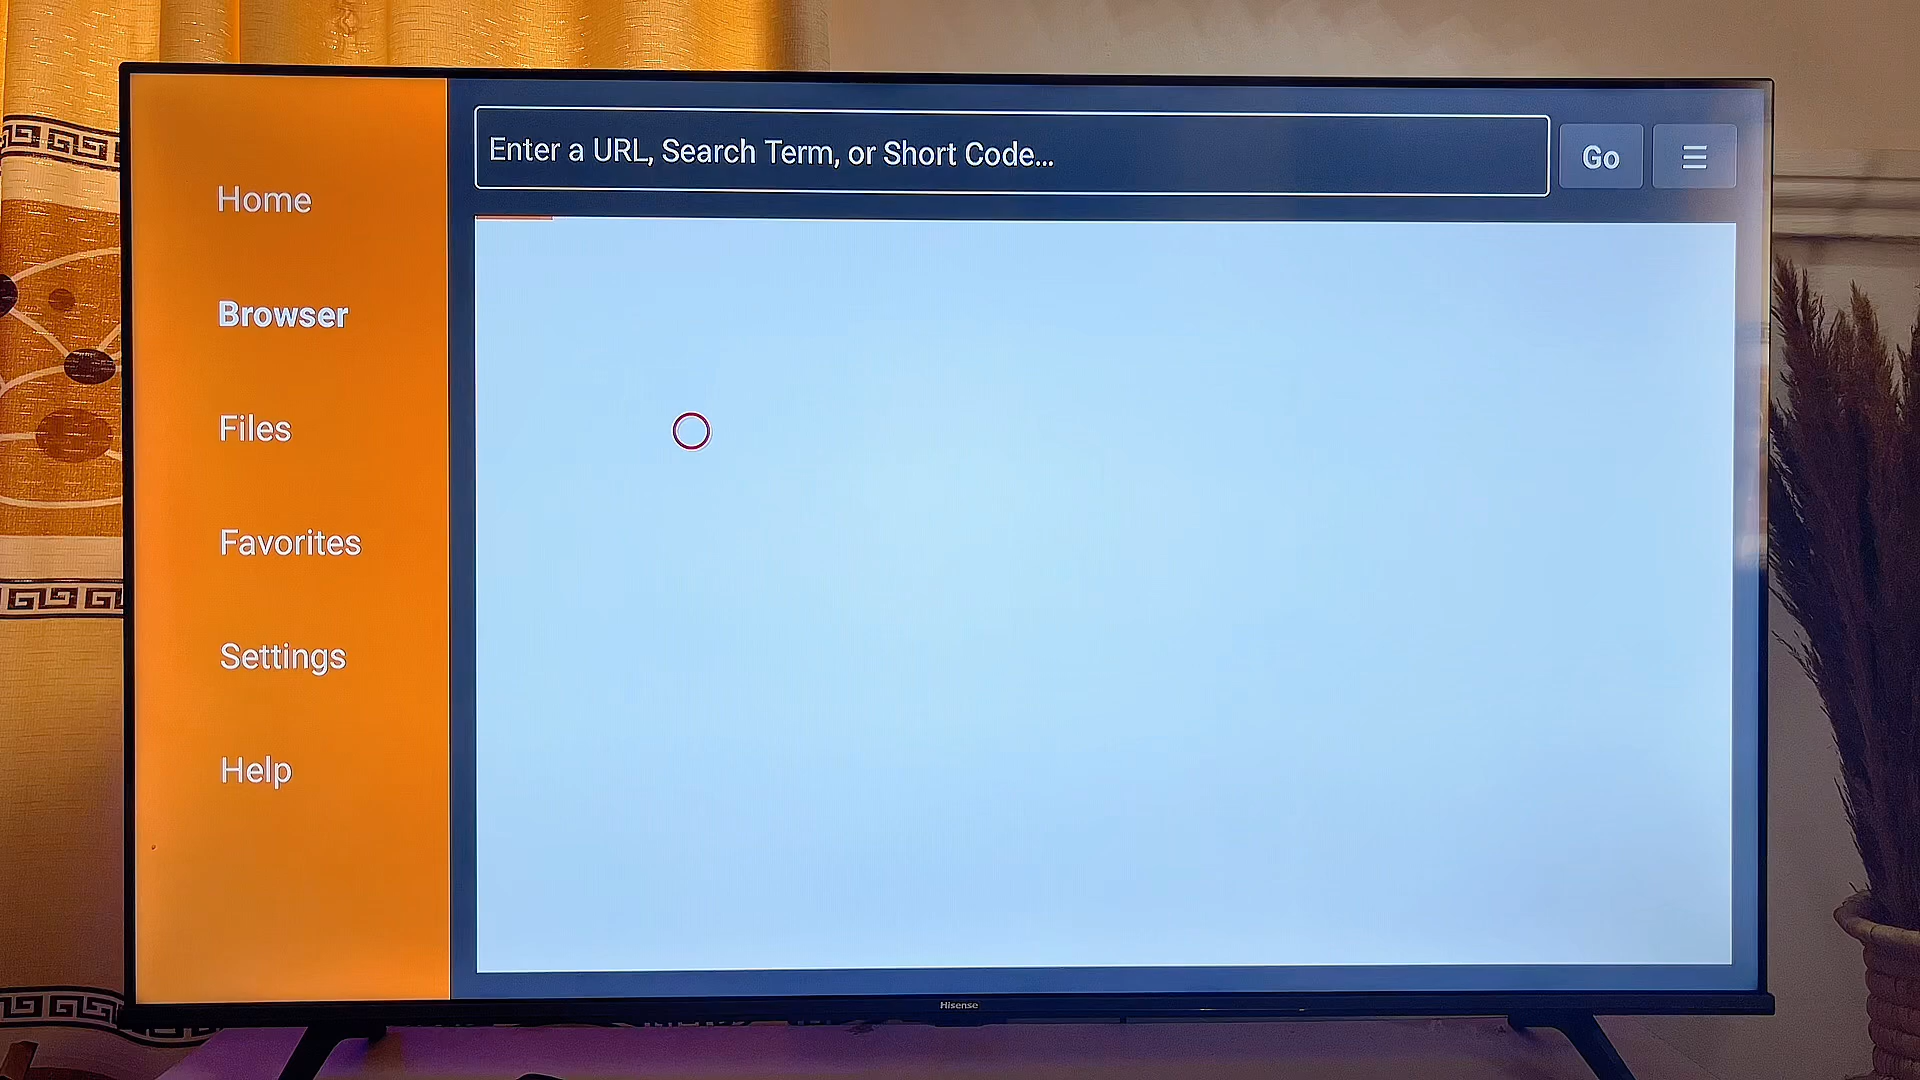 Enter a URL, Search Term, or Short Code...
Go
Home
Browser
Files
Favorites
Settings
Help
Hisense